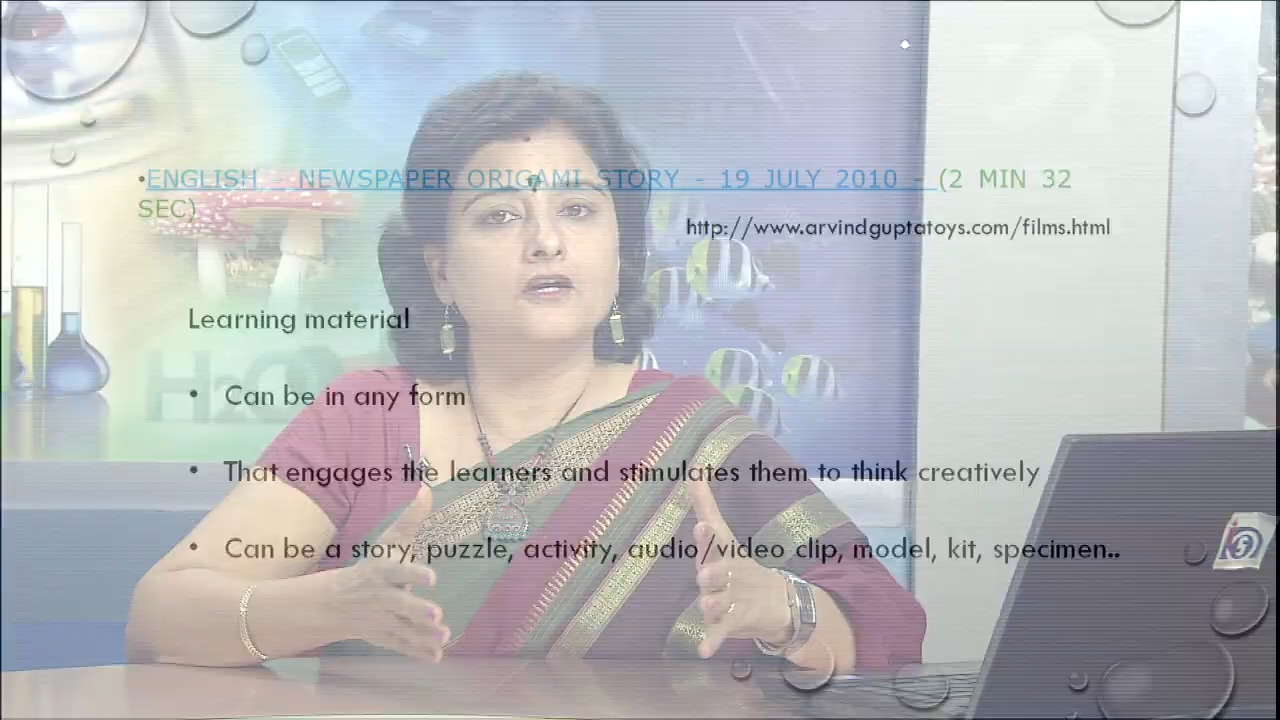 •ENGLISH - NEWSPAPER ORIGAMI STORY - 19 JULY 2010 - (2 MIN 32
SEC)
http://www.arvindguptatoys.com/films.html
Learning material
H2O
• Can be in any form
• That engages the learners and stimulates them to think creatively
• Can be a story, puzzle, activity, audio/video clip, model, kit, specimen..